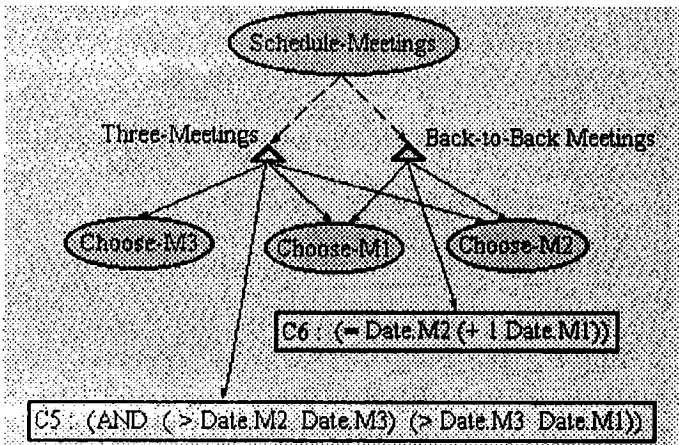 Schedule-Meetings
Three-Meetings
Back-to-Back Meetings
Choose-M3
Choose-M1
Choose-M2
C6 : (= Date.M2 (+ 1 Date.M1))
C5 : (AND ( > Date.M2 Date.M3) (> Date.M3 Date.M1))